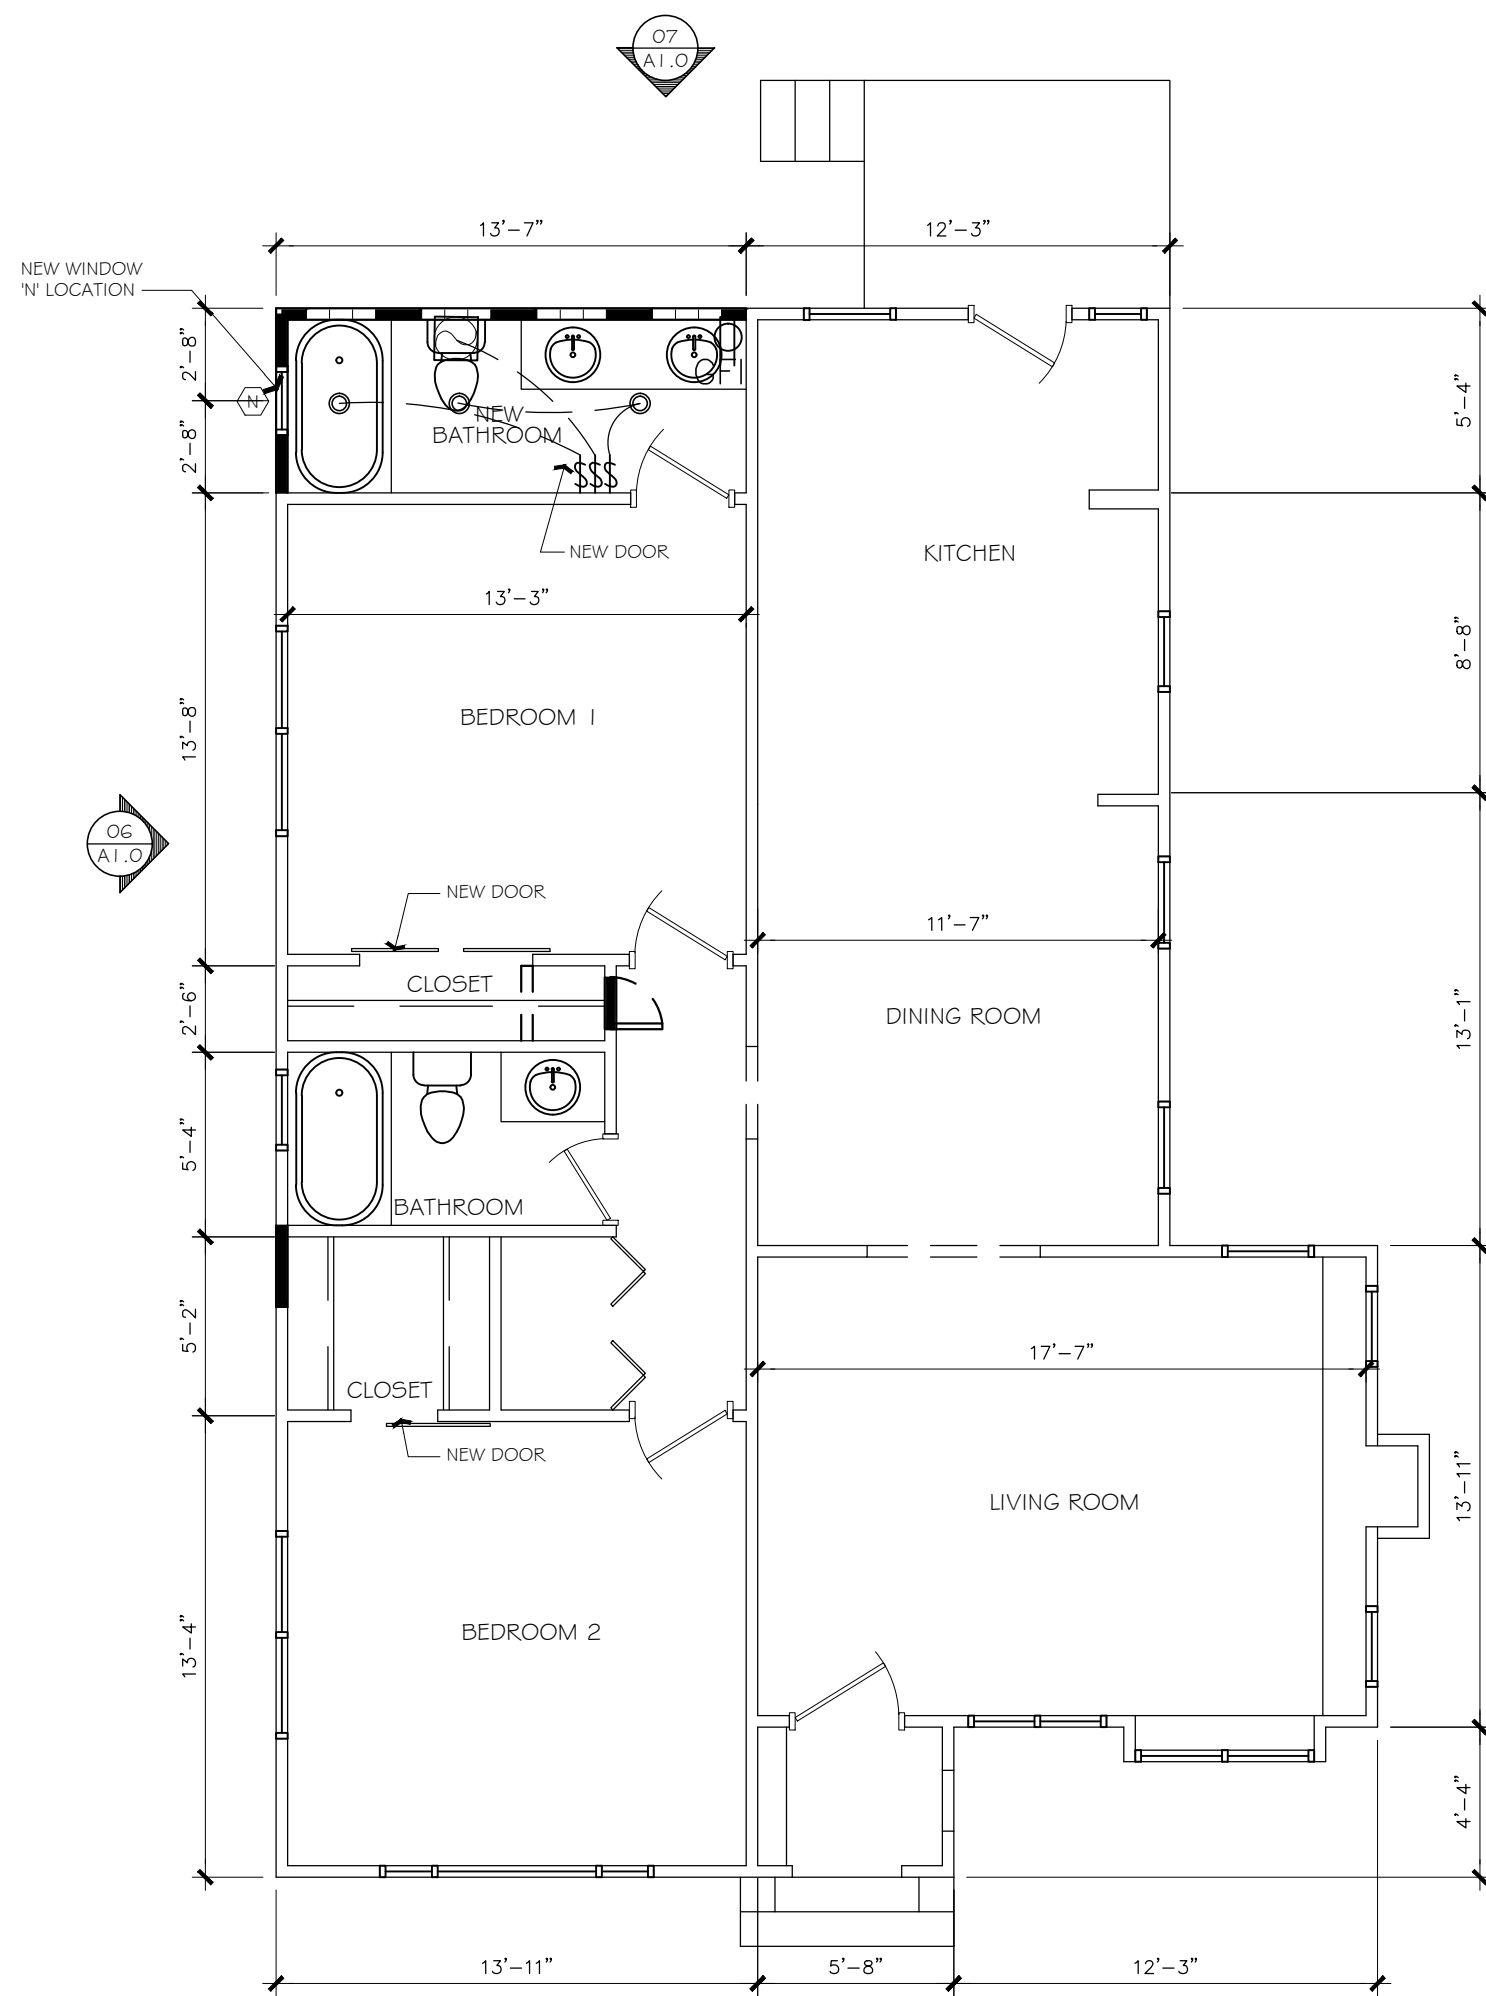 07
A1.0
13'-7"
12'-3"
NEW WINDOW
'N' LOCATION
2'-8"
N
2'-8"
5'-4"
NEW
BATHROOM
SSS
NEW DOOR
KITCHEN
13'-3"
8'-8"
BEDROOM 1
13'-8"
06
A1.0
NEW DOOR
11'-7"
CLOSET
2'-6"
DINING ROOM
13'-1"
5'-4"
BATHROOM
5'-2"
17'-7"
CLOSET
NEW DOOR
LIVING ROOM
13'-11"
BEDROOM 2
13'-4"
4'-4"
13'-11"
5'-8"
12'-3"